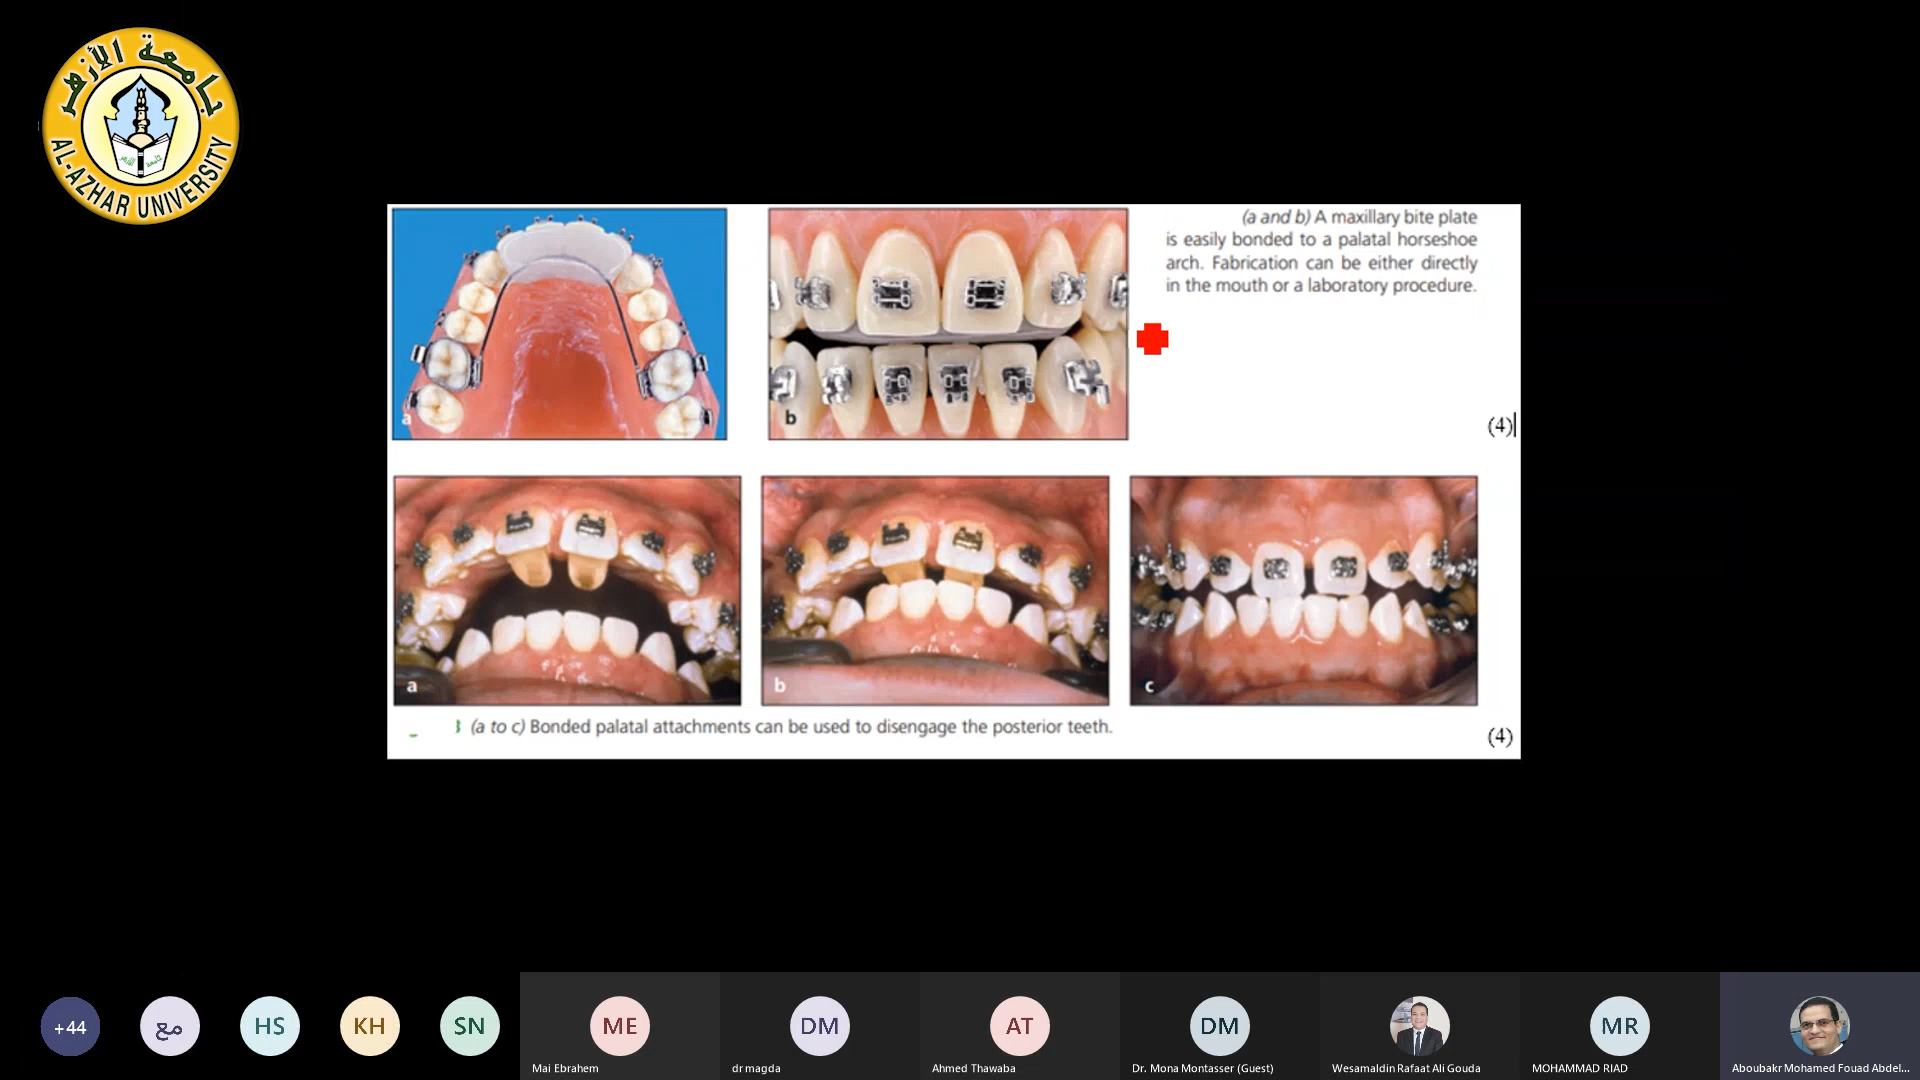 جامعة الأزهر
AL-AZHAR UNIVERSITY
(a and b) A maxillary bite plate
is easily bonded to a palatal horseshoe
arch. Fabrication can be either directly
in the mouth or a laboratory procedure.
a
b
(4)
a
b
c
(a to c) Bonded palatal attachments can be used to disengage the posterior teeth.
(4)
+44
مع
HS
KH
SN
ME
DM
AT
DM
MR
Mai Ebrahem
dr magda
Ahmed Thawaba
Dr. Mona Montasser (Guest)
Wesamaldin Rafaat Ali Gouda
MOHAMMAD RIAD
Aboubakr Mohamed Fouad Abdel...